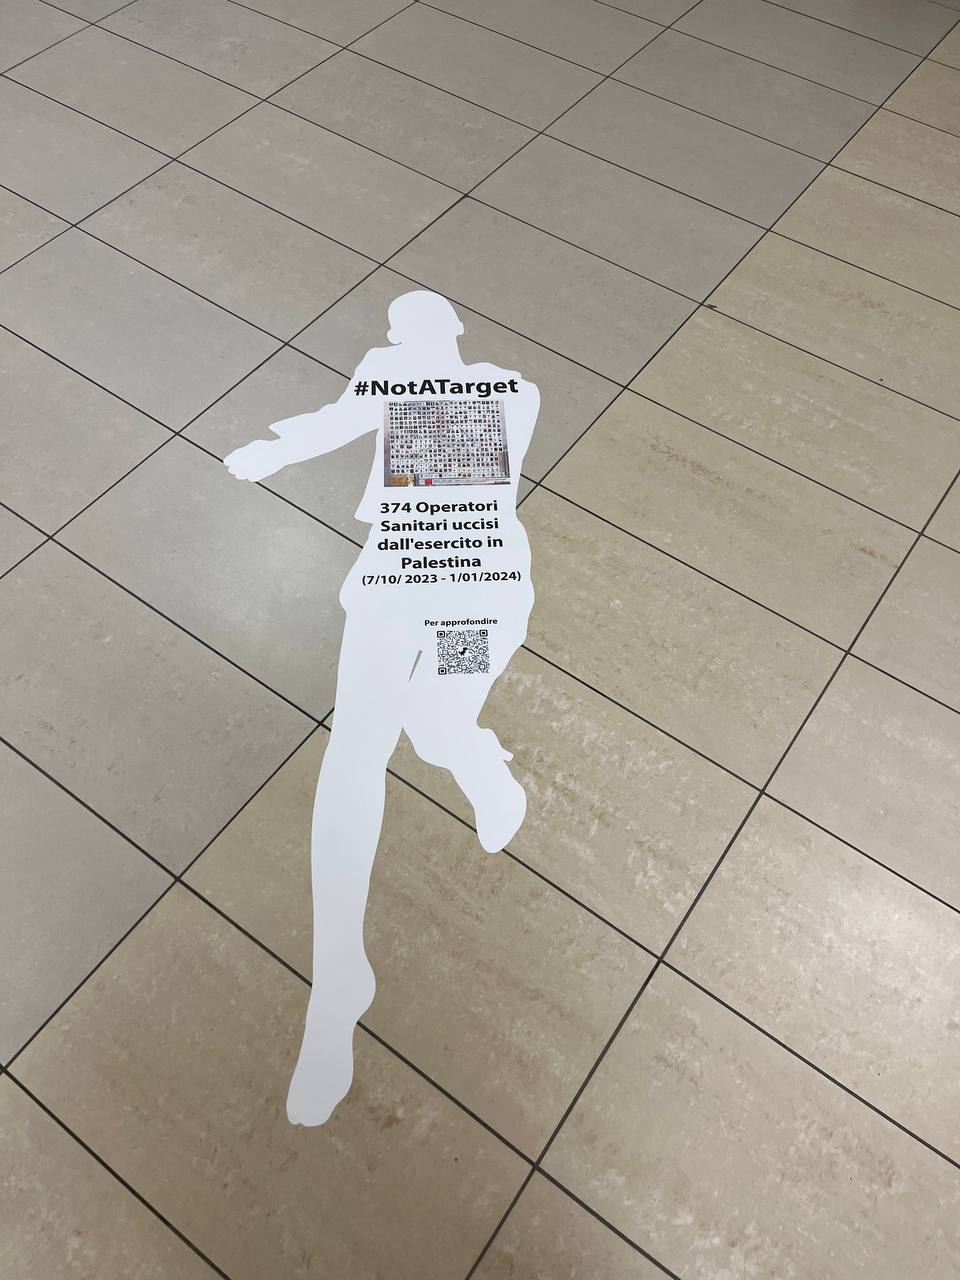 #NotATarget
374 Operatori
Sanitari uccisi
dall'esercito in
Palestina
(7/10/ 2023 - 1/01/2024)
Per approfondire